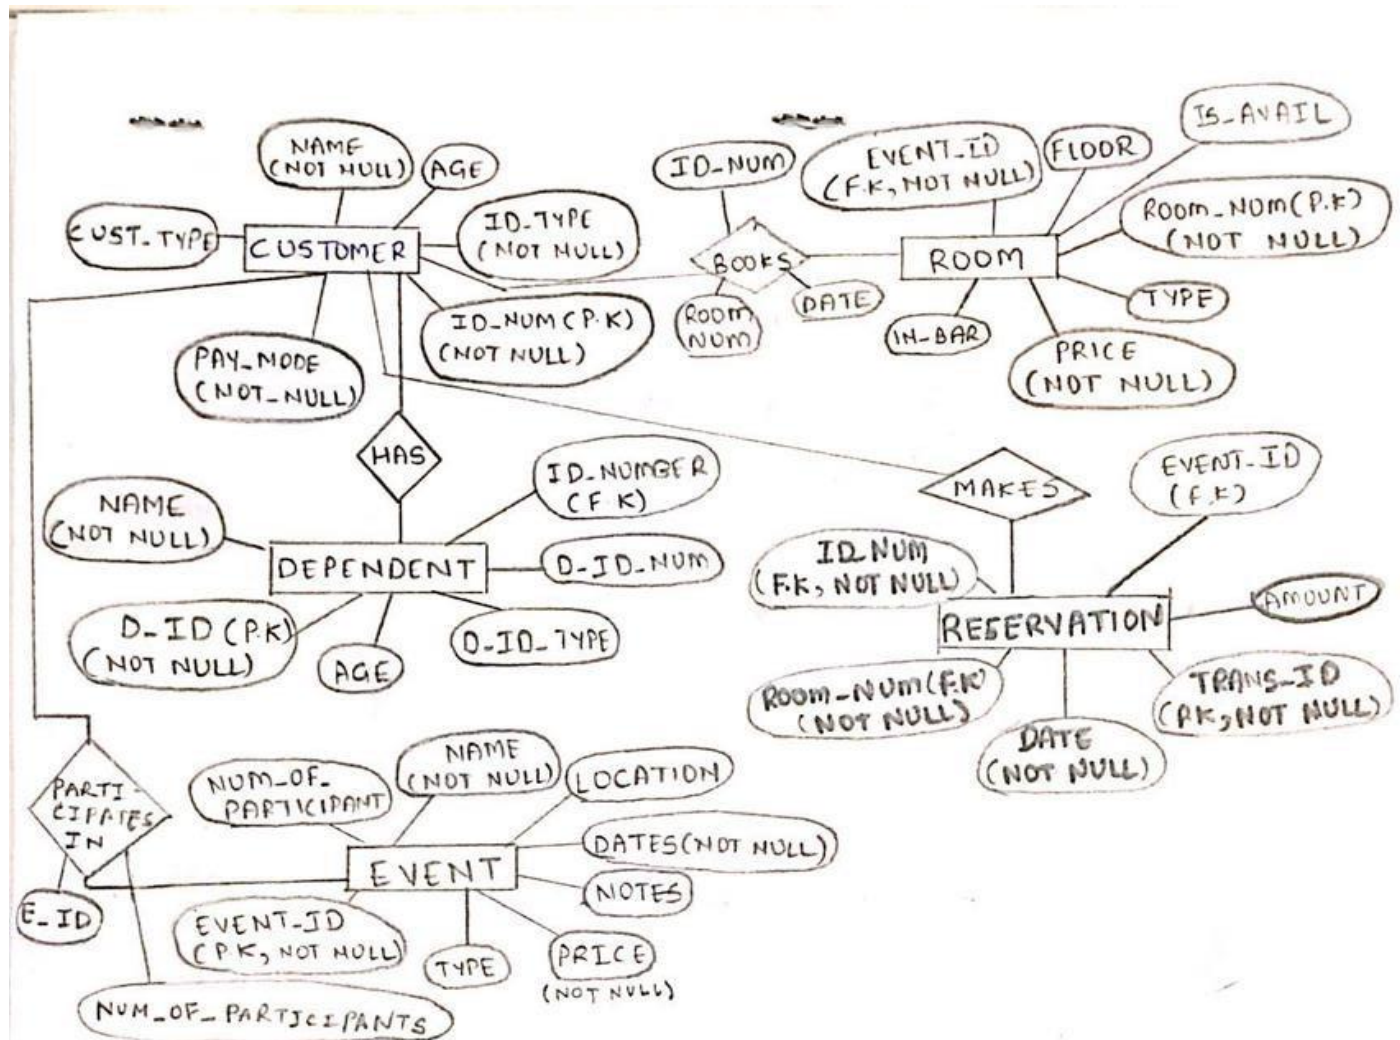 NAME
(NOT NULL)
AGE
CUST_TYPE
CUSTOMER
ID_TYPE
(NOT NULL)
ID_NUM (P.K)
(NOT NULL)
PAY_MODE
(NOT_NULL)
ID_NUM
BOOKS
ROOM
NUM
DATE
EVENT_ID
(F.K, NOT NULL)
FLOOR
IS_AVAIL
ROOM
ROOM_NUM(P.K)
(NOT NULL)
TYPE
IN-BAR
PRICE
(NOT NULL)
HAS
NAME
(NOT NULL)
ID_NUMBER
(F.K)
DEPENDENT
D_ID_NUM
D_ID (P.K)
(NOT NULL)
AGE
D_ID_TYPE
MAKES
EVENT_ID
(F.K)
ID_NUM
(F.K, NOT NULL)
RESERVATION
AMOUNT
ROOM_NUM(F.K)
(NOT NULL)
DATE
(NOT NULL)
TRANS_ID
(P.K, NOT NULL)
PARTI-
CIPATES
IN
E_ID
NUM_OF_PARTICIPANTS
NUM_OF_
PARTICIPANT
NAME
(NOT NULL)
LOCATION
DATES(NOT NULL)
EVENT
NOTES
EVENT_ID
(P.K, NOT NULL)
TYPE
PRICE
(NOT NULL)